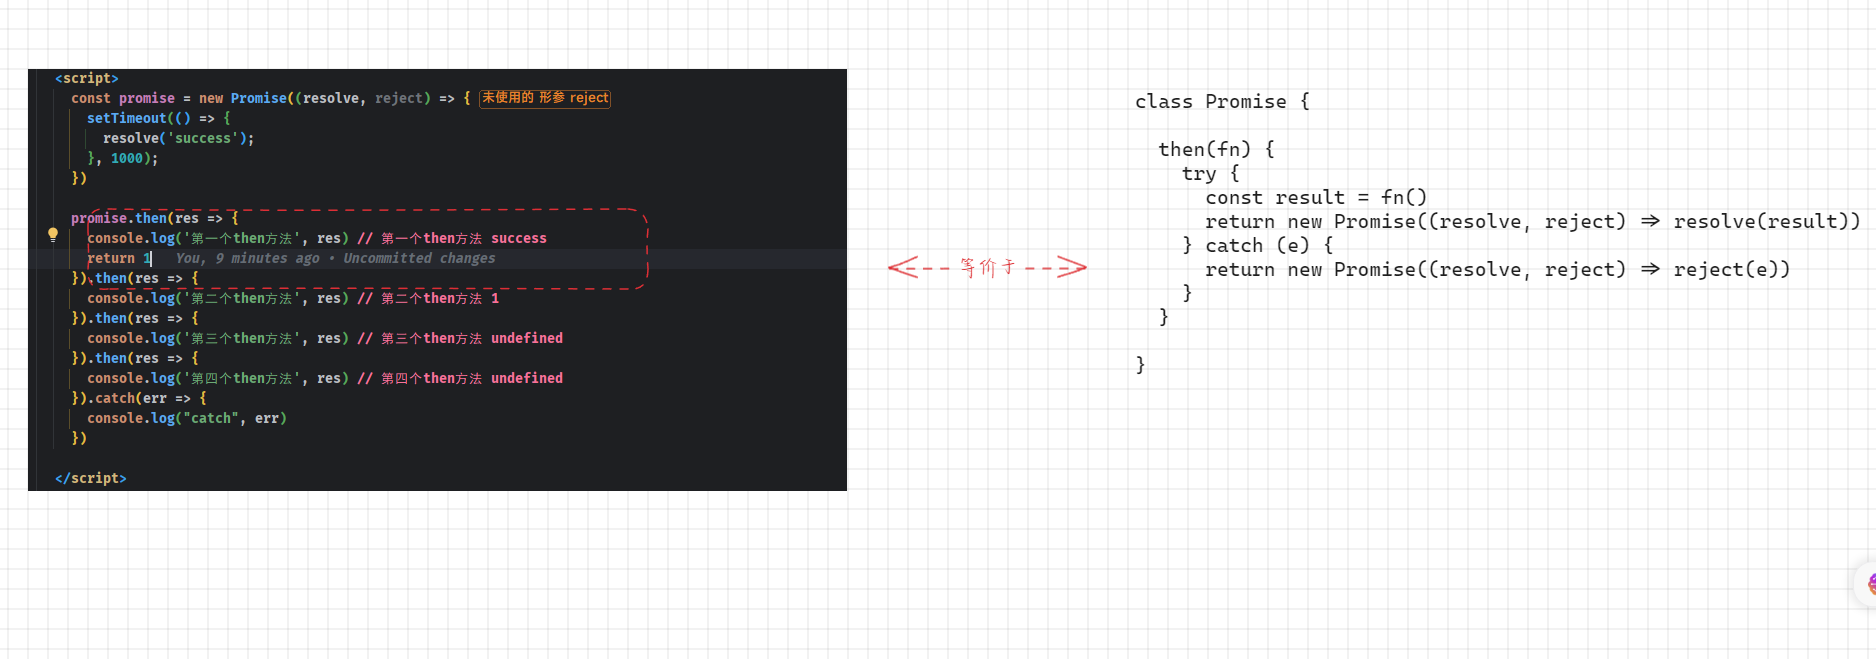 <script>
const promise = new Promise((resolve, reject) => { 未使用的 形参 reject
setTimeout(() => {
resolve('success');
}, 1000);
})
promise.then(res => {
console.log('第一个then方法', res) // 第一个then方法 success
return 1 You, 9 minutes ago • Uncommitted changes
}).then(res => {
console.log('第二个then方法', res) // 第二个then方法 1
}).then(res => {
console.log('第三个then方法', res) // 第三个then方法 undefined
}).then(res => {
console.log('第四个then方法', res) // 第四个then方法 undefined
}).catch(err => {
console.log("catch", err)
})
</script>
等价于
class Promise {
then(fn) {
try {
const result = fn()
return new Promise((resolve, reject) => resolve(result))
} catch (e) {
return new Promise((resolve, reject) => reject(e))
}
}
}